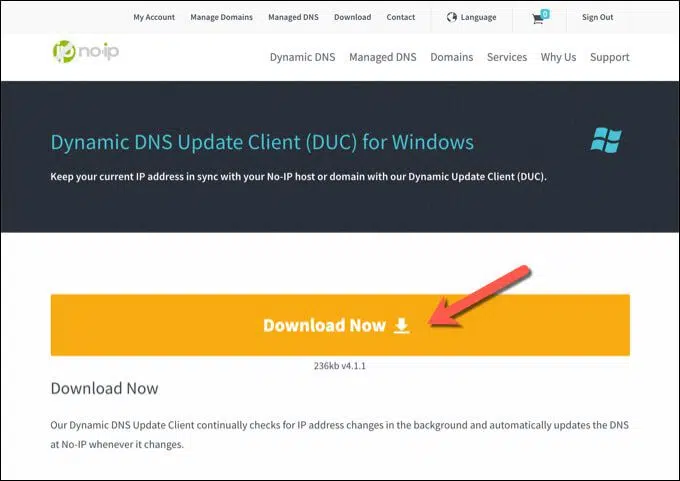 My Account Manage Domains Managed DNS Download Contact Language 0 Sign Out
no-ip
Dynamic DNS Managed DNS Domains Services Why Us Support
Dynamic DNS Update Client (DUC) for Windows
Keep your current IP address in sync with your No-IP host or domain with our Dynamic Update Client (DUC).
Download Now
236kb v4.1.1
Download Now
Our Dynamic DNS Update Client continually checks for IP address changes in the background and automatically updates the DNS
at No-IP whenever it changes.